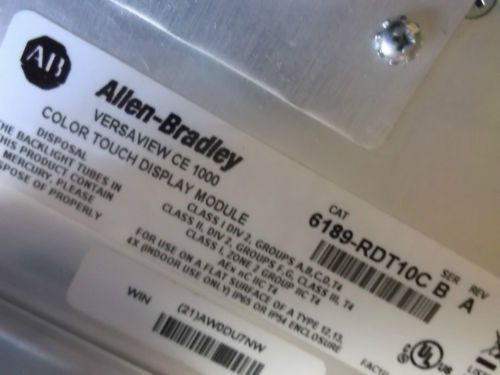 AB
Allen-Bradley
VERSAVIEW CE 1000
COLOR TOUCH DISPLAY MODULE
DISPOSAL
THE BACKLIGHT TUBES IN
THIS PRODUCT CONTAIN
MERCURY. PLEASE
DISPOSE OF PROPERLY
CLASS I DIV 2, GROUPS A,B,C,D,T4
CLASS II, DIV 2, GROUPS F,G, CLASS III, T4
CLASS I, ZONE 2 GROUP IIC T4
AEx nC IIC T4
FOR USE ON A FLAT SURFACE OF A TYPE 12,13,
4X (INDOOR USE ONLY) IP65 OR IP54 ENCLOSURE
CAT
6189-RDT10C
SER
B
REV
A
WIN
(21)AW0DU7NW
UL
US